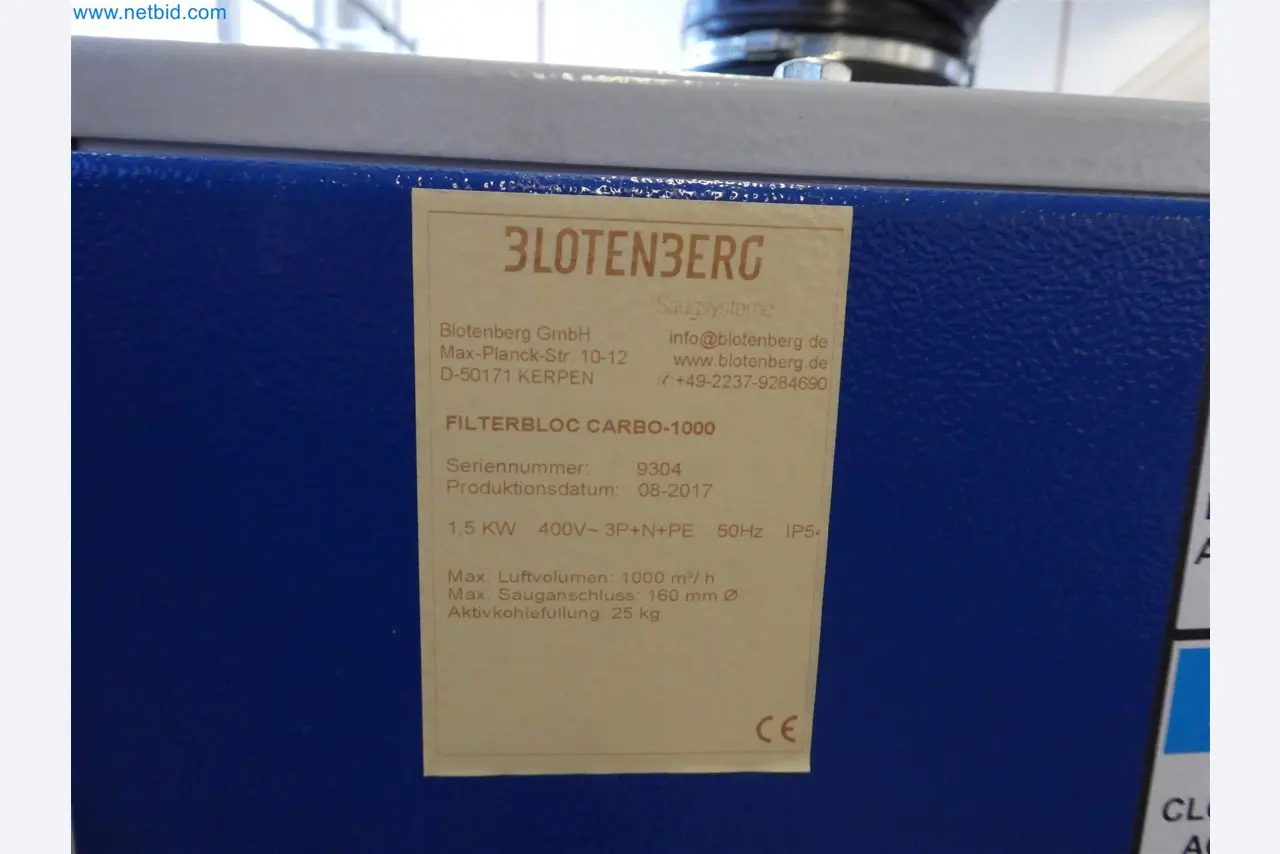 www.netbid.com
BLOTENBERG
Saugsysteme
Blotenberg GmbH
Max-Planck-Str. 10-12
D-50171 KERPEN
info@blotenberg.de
www.blotenberg.de
✆+49-2237-9284690
FILTERBLOC CARBO-1000
Seriennummer: 9304
Produktionsdatum: 08-2017
1,5 KW 400V~ 3P+N+PE 50Hz IP54
Max. Luftvolumen: 1000 m³/ h
Max. Sauganschluss: 160 mm Ø
Aktivkohlefüllung: 25 kg
CE